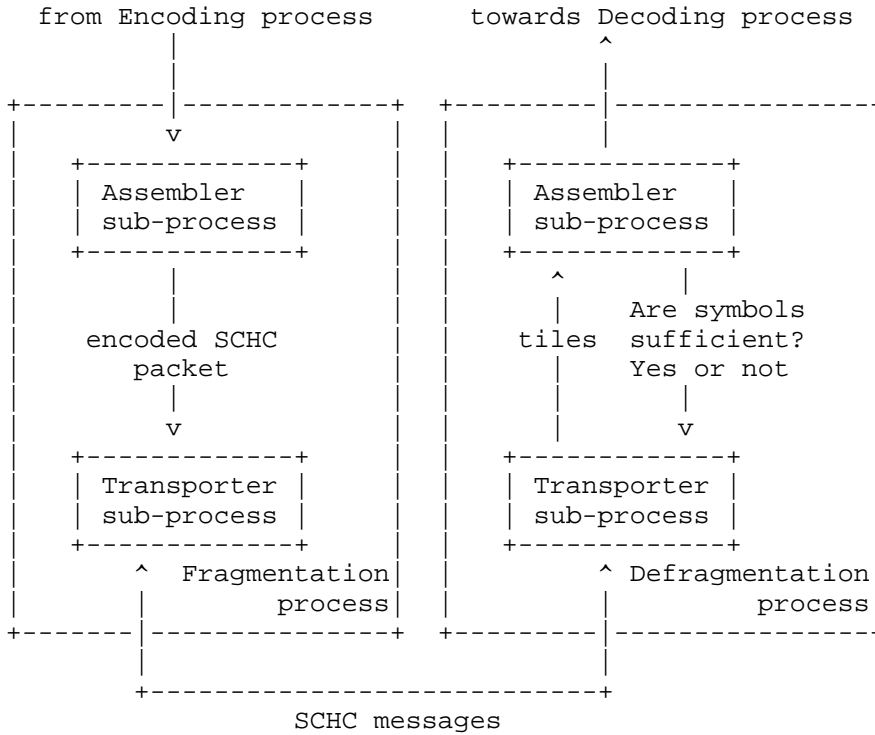 from Encoding process towards Decoding process
Assembler Assembler
sub-process sub-process
Are symbols
encoded SCHC tiles sufficient?
packet Yes or not
Transporter Transporter
sub-process sub-process
Fragmentation Defragmentation
process process
SCHC messages